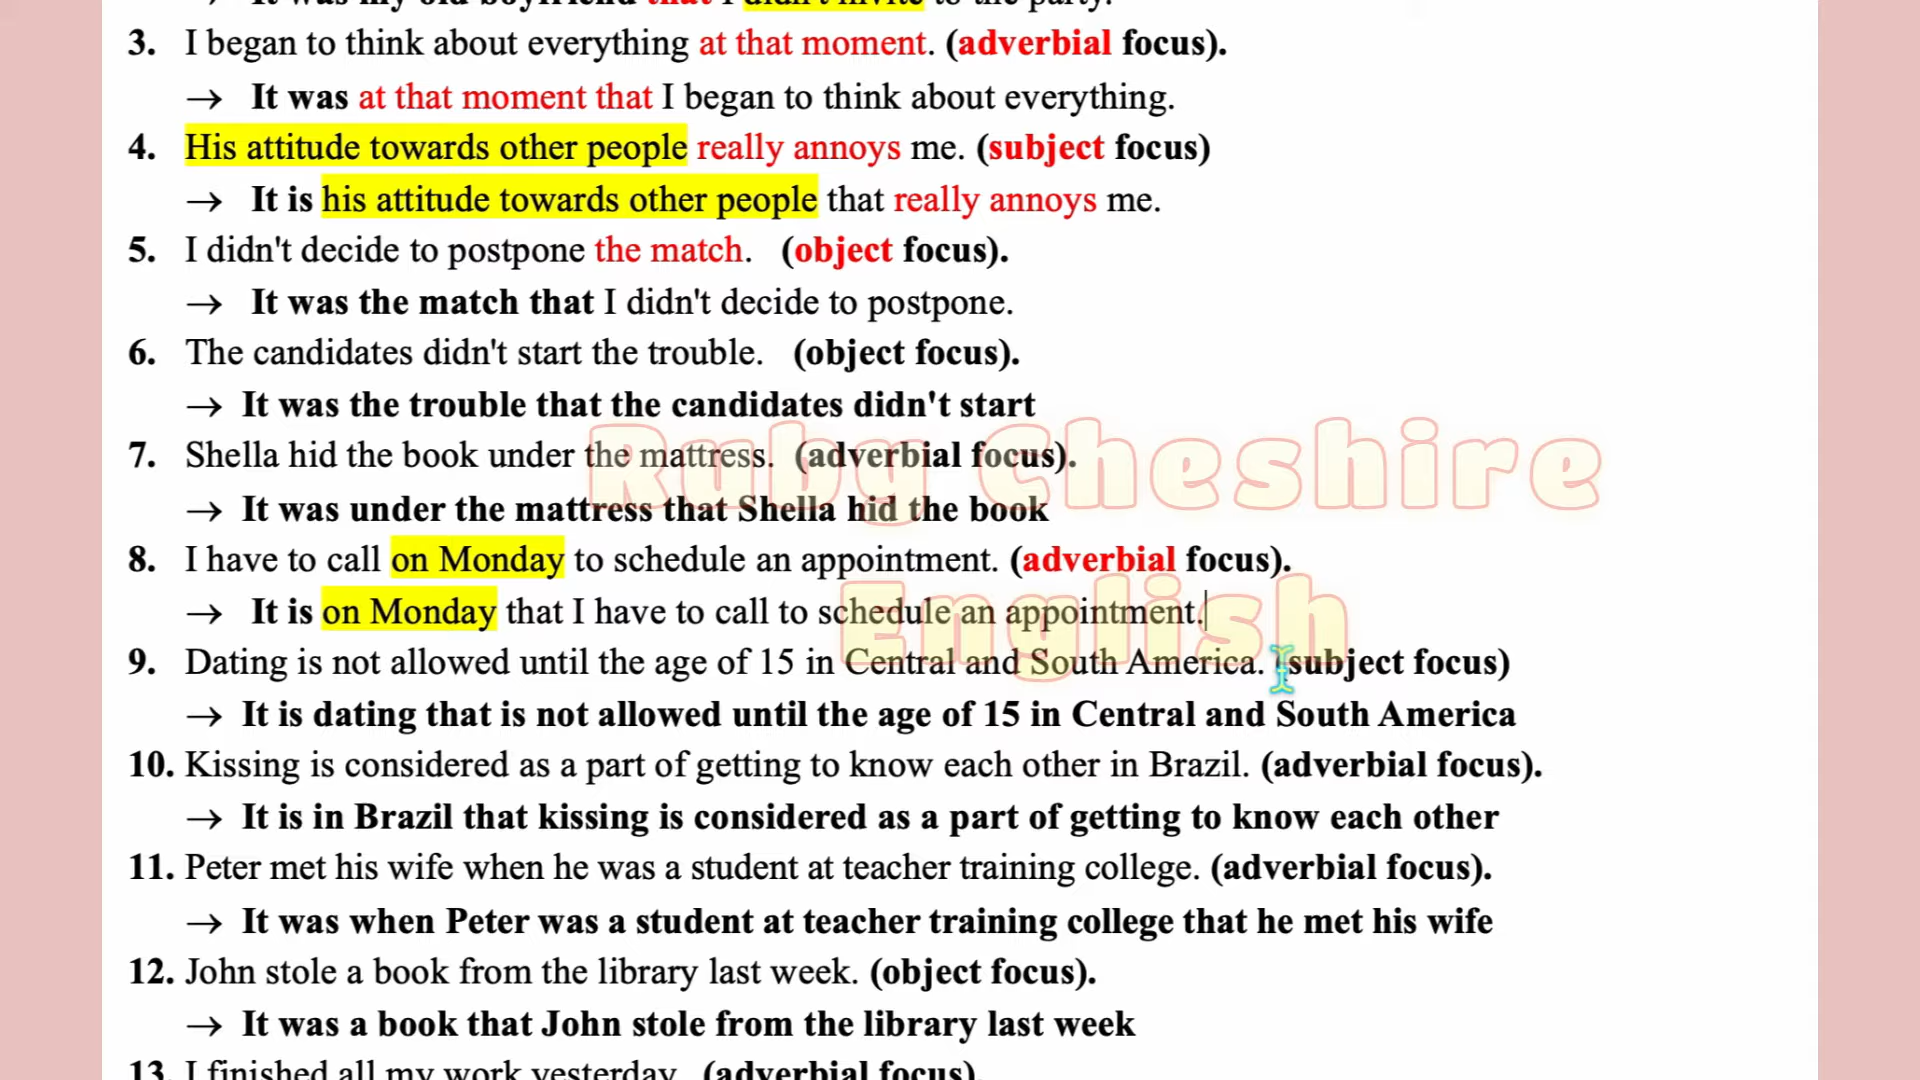 → It was my old boyfriend that I didn't invite to the party.
3. I began to think about everything at that moment. (adverbial focus).
→ It was at that moment that I began to think about everything.
4. His attitude towards other people really annoys me. (subject focus)
→ It is his attitude towards other people that really annoys me.
5. I didn't decide to postpone the match. (object focus).
→ It was the match that I didn't decide to postpone.
6. The candidates didn't start the trouble. (object focus).
→ It was the trouble that the candidates didn't start
7. Shella hid the book under the mattress. (adverbial focus).
Ruby Cheshire
→ It was under the mattress that Shella hid the book
8. I have to call on Monday to schedule an appointment. (adverbial focus).
→ It is on Monday that I have to call to schedule an appointment.
English
9. Dating is not allowed until the age of 15 in Central and South America. (subject focus)
→ It is dating that is not allowed until the age of 15 in Central and South America
10. Kissing is considered as a part of getting to know each other in Brazil. (adverbial focus).
→ It is in Brazil that kissing is considered as a part of getting to know each other
11. Peter met his wife when he was a student at teacher training college. (adverbial focus).
→ It was when Peter was a student at teacher training college that he met his wife
12. John stole a book from the library last week. (object focus).
→ It was a book that John stole from the library last week
13. I finished all my work yesterday. (adverbial focus).